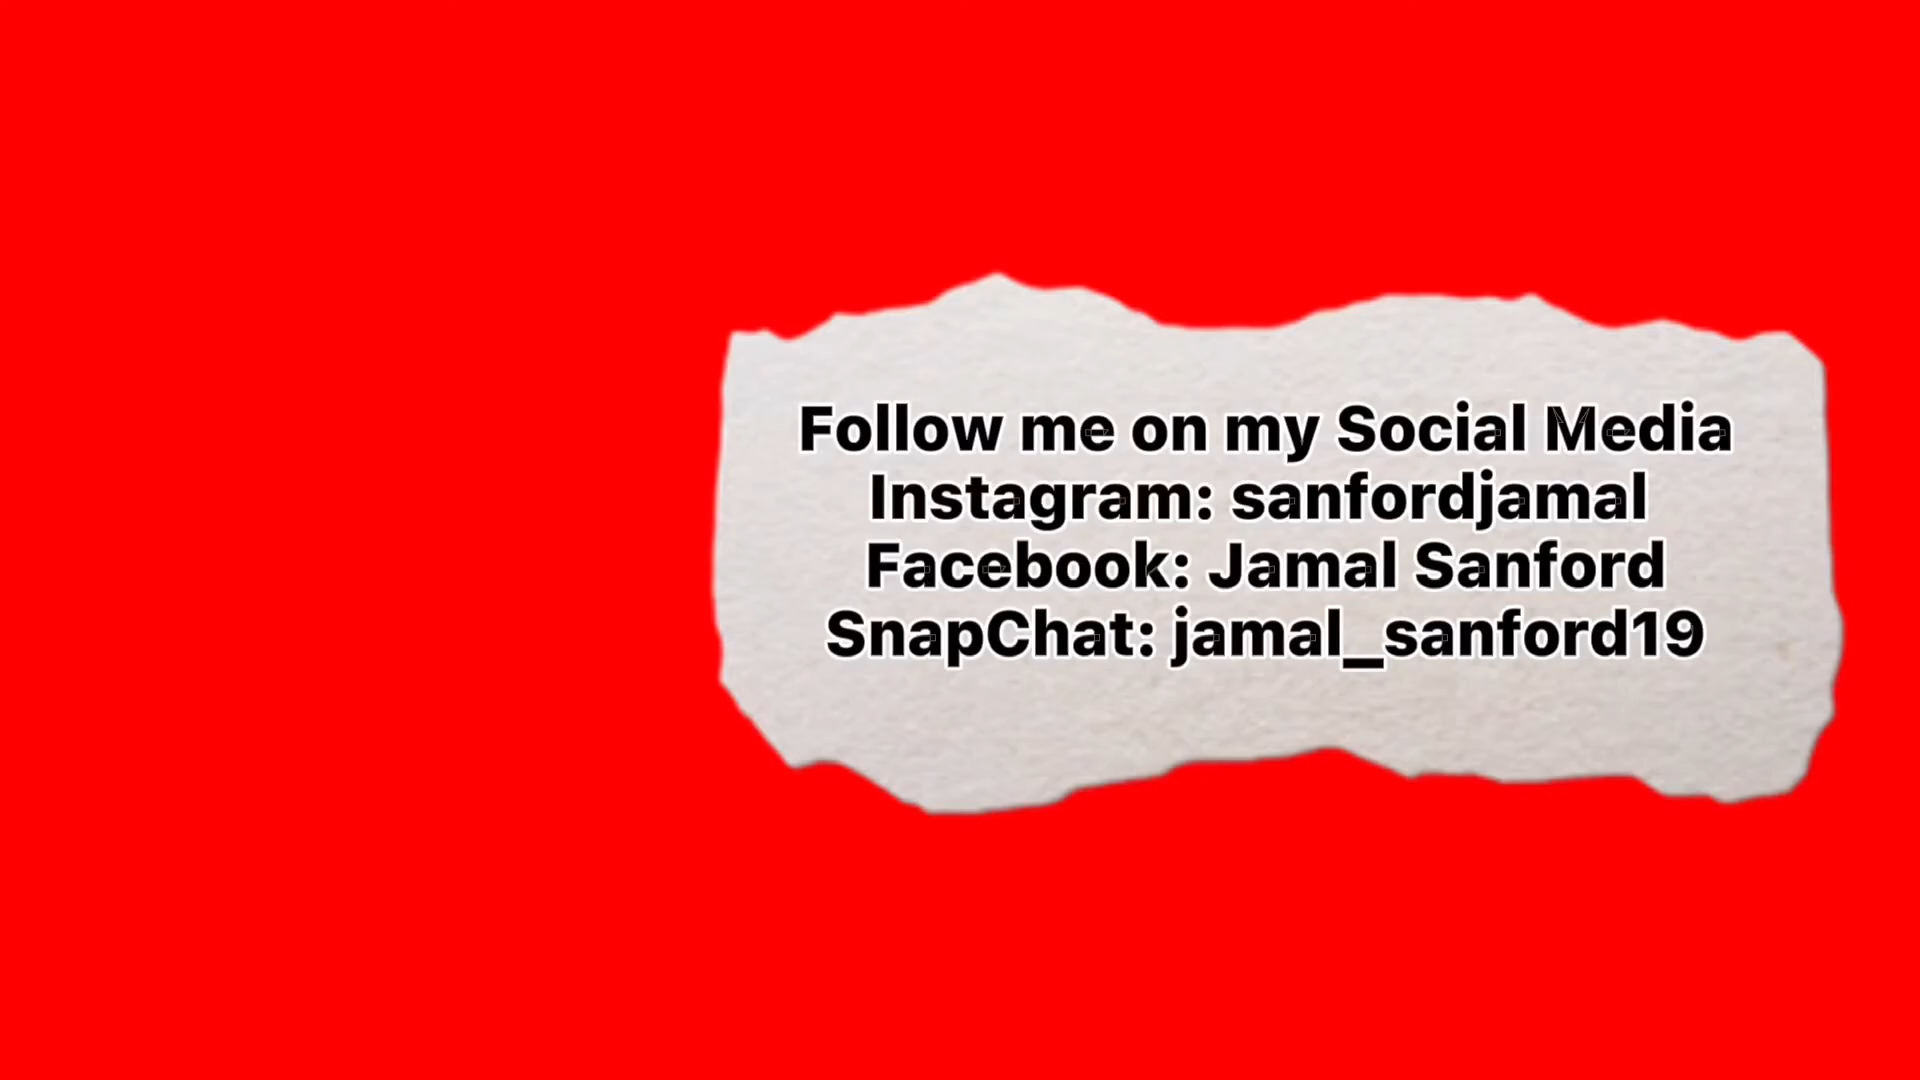 Follow me on my Social Media
Instagram: sanfordjamal
Facebook: Jamal Sanford
SnapChat: jamal_sanford19